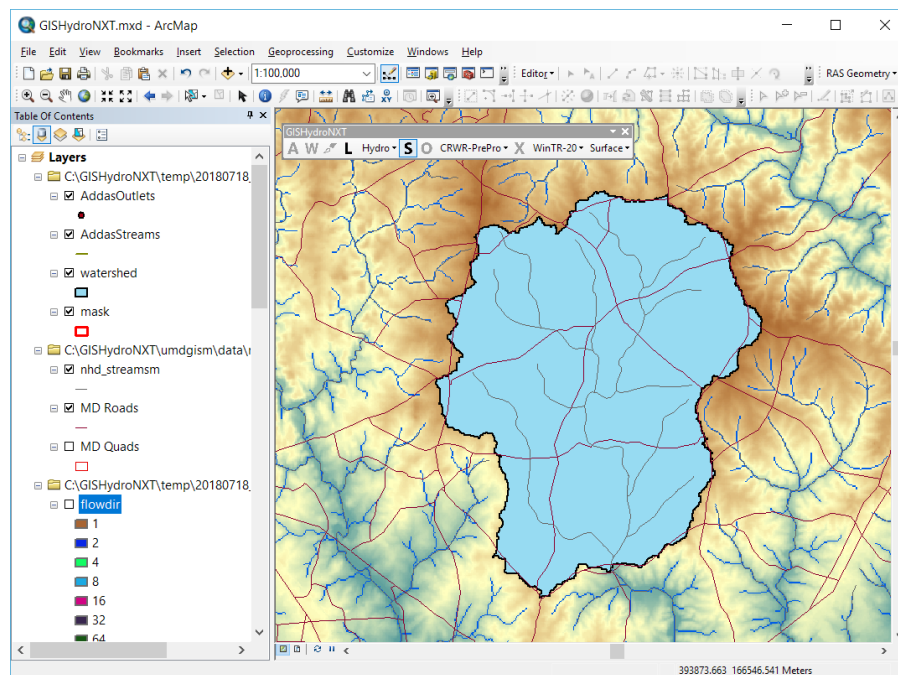 GISHydroNXT.mxd - ArcMap
File Edit View Bookmarks Insert Selection Geoprocessing Customize Windows Help
1:100,000 Editor RAS Geometry
Table Of Contents
GISHydroNXT
A W L Hydro S O CRWR-PrePro X WinTR-20 Surface
Layers
C:\GISHydroNXT\temp\20180718_
AddasOutlets
AddasStreams
watershed
mask
C:\GISHydroNXT\umdgism\data\
nhd_streamsm
MD Roads
MD Quads
C:\GISHydroNXT\temp\20180718_
flowdir
1
2
4
8
16
32
64
393873.663 166546.541 Meters